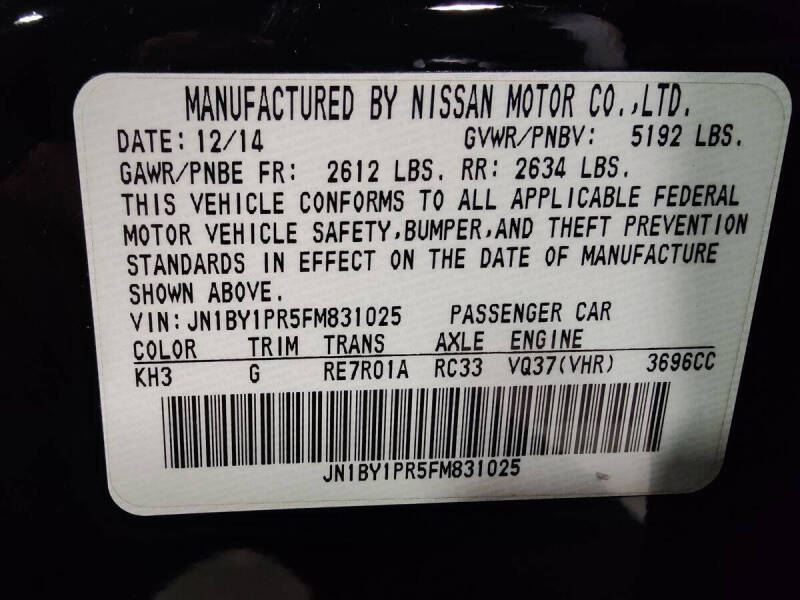 MANUFACTURED BY NISSAN MOTOR CO.,LTD.
DATE: 12/14 GVWR/PNBV: 5192 LBS.
GAWR/PNBE FR: 2612 LBS. RR: 2634 LBS.
THIS VEHICLE CONFORMS TO ALL APPLICABLE FEDERAL
MOTOR VEHICLE SAFETY,BUMPER,AND THEFT PREVENTION
STANDARDS IN EFFECT ON THE DATE OF MANUFACTURE
SHOWN ABOVE.
VIN:JN1BY1PR5FM831025 PASSENGER CAR
COLOR TRIM TRANS AXLE ENGINE
KH3 G RE7R01A RC33 VQ37(VHR) 3696CC
JN1BY1PR5FM831025